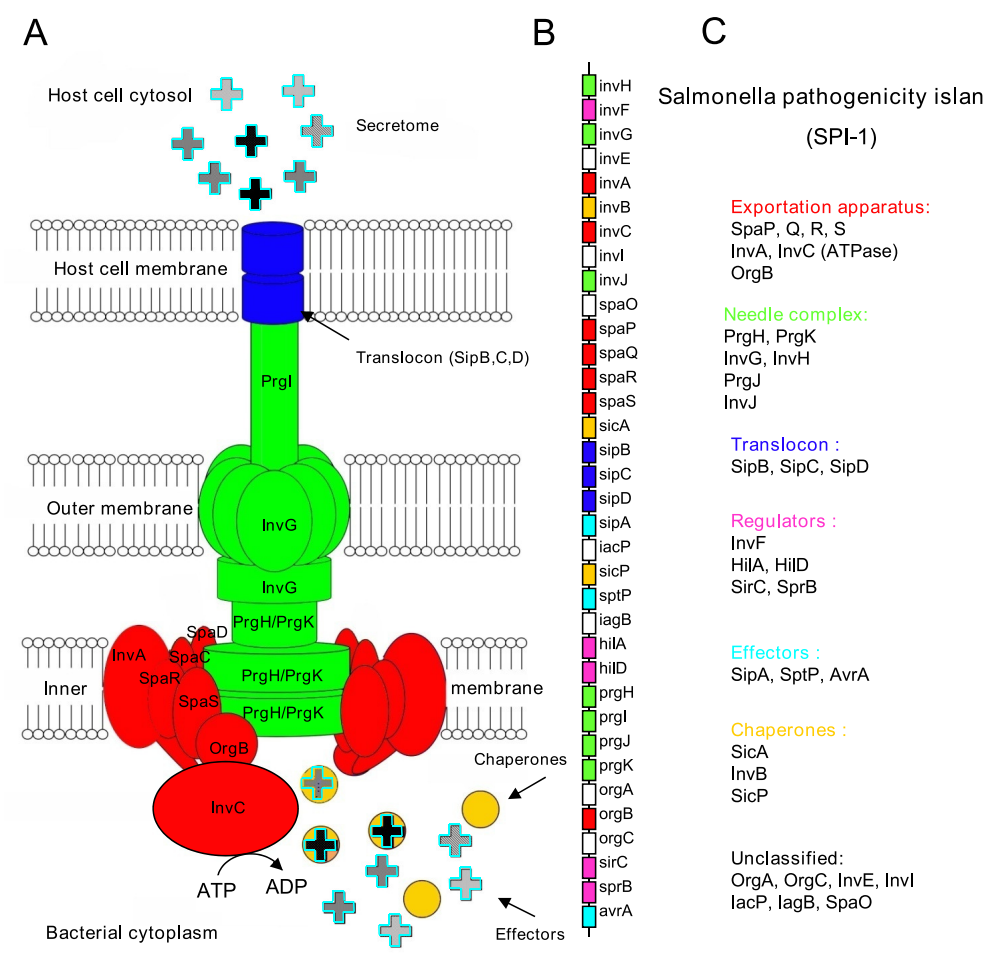 A
Host cell cytosol
Secretome
Host cell membrane
Translocon (SipB,C,D)
PrgI
Outer membrane
InvG
InvG
PrgH/PrgK
SpaD
InvA
SpaC
SpaR
PrgH/PrgK
Inner
membrane
SpaS
PrgH/PrgK
OrgB
Chaperones
InvC
ATP
ADP
Bacterial cytoplasm
Effectors
B
invH
invF
invG
invE
invA
invB
invC
invI
invJ
spaO
spaP
spaQ
spaR
spaS
sicA
sipB
sipC
sipD
sipA
iacP
sicP
sptP
iagB
hilA
hilD
prgH
prgI
prgJ
prgK
orgA
orgB
orgC
sirC
sprB
avrA
C
Salmonella pathogenicity islan
(SPI-1)
Exportation apparatus:
SpaP, Q, R, S
InvA, InvC (ATPase)
OrgB
Needle complex:
PrgH, PrgK
InvG, InvH
PrgJ
InvJ
Translocon :
SipB, SipC, SipD
Regulators :
InvF
HilA, HilD
SirC, SprB
Effectors :
SipA, SptP, AvrA
Chaperones :
SicA
InvB
SicP
Unclassified:
OrgA, OrgC, InvE, InvI
IacP, IagB, SpaO